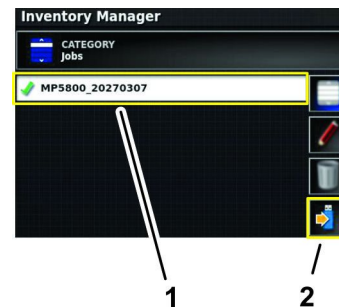 Inventory Manager
CATEGORY
Jobs
MP5800_20270307
1
2